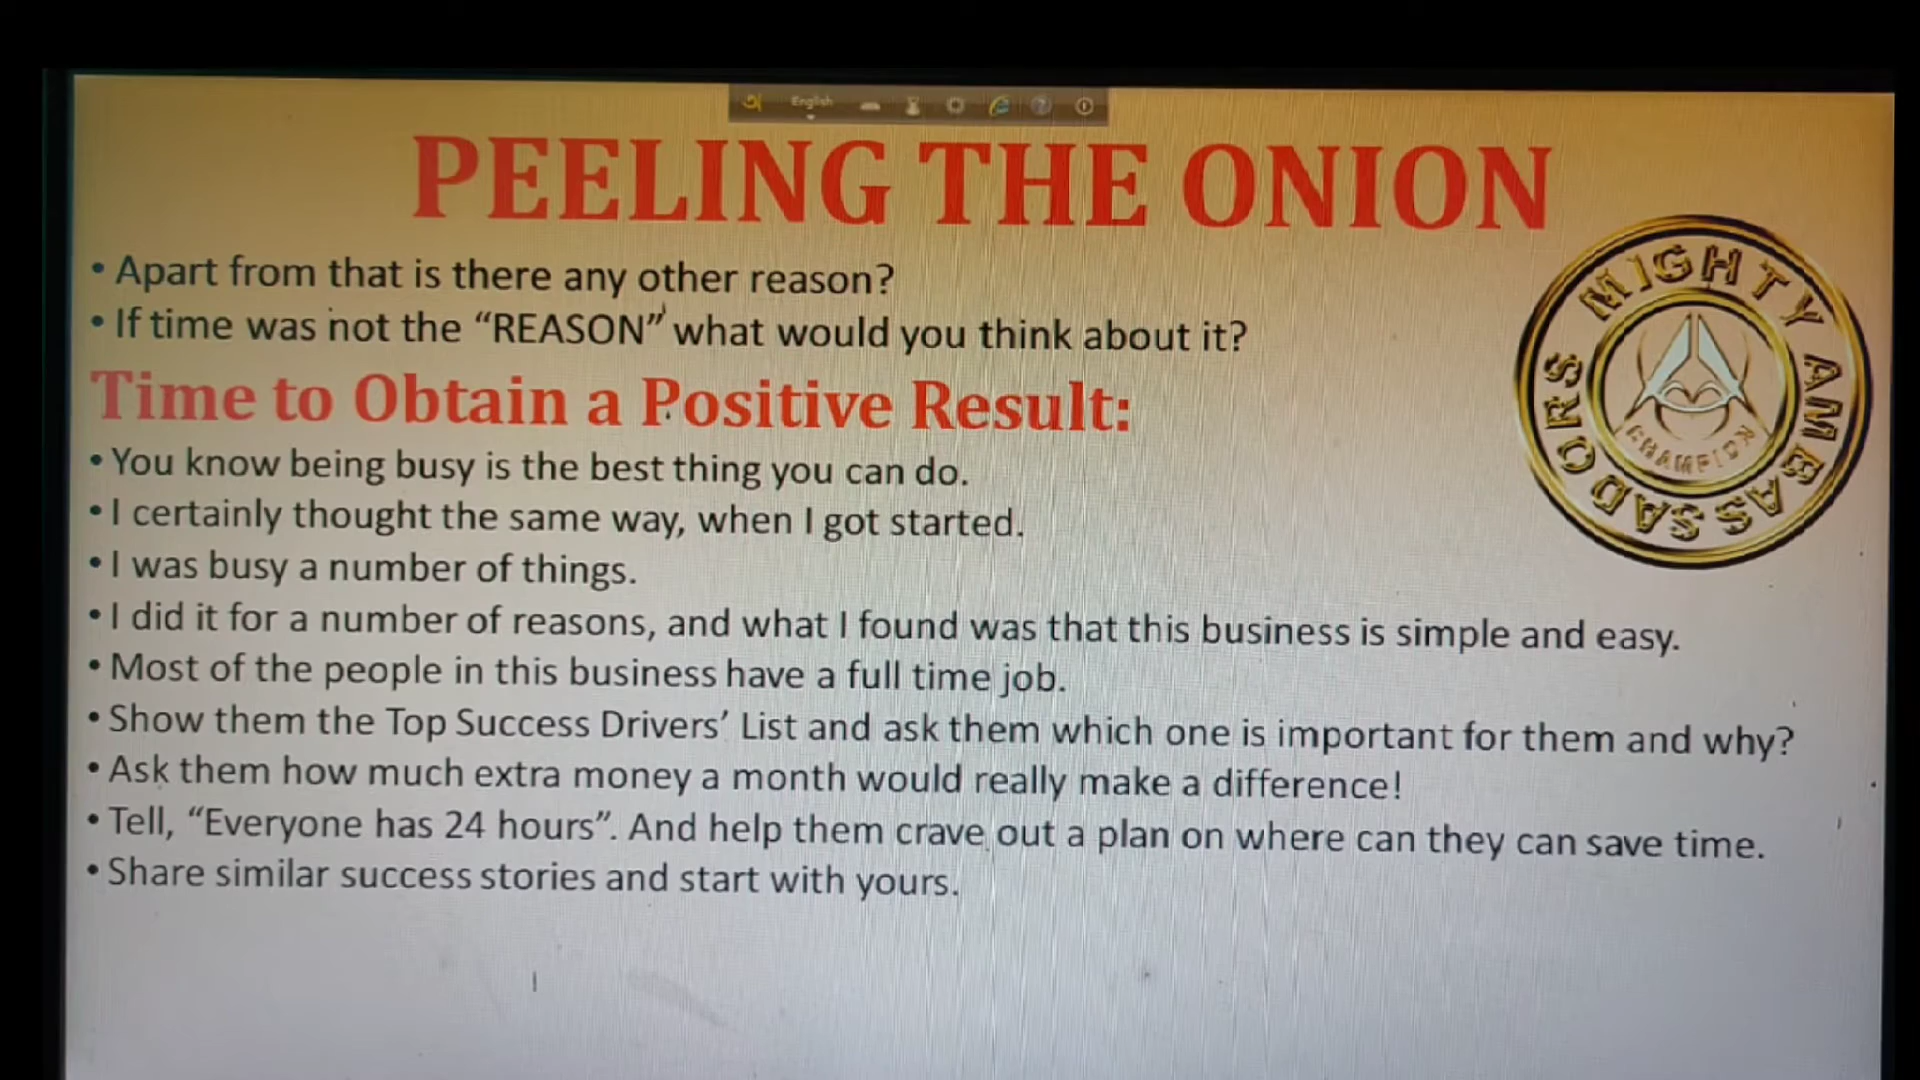 அ English
PEELING THE ONION
• Apart from that is there any other reason?
• If time was not the “REASON” what would you think about it?
Time to Obtain a Positive Result:
• You know being busy is the best thing you can do.
• I certainly thought the same way, when I got started.
• I was busy a number of things.
• I did it for a number of reasons, and what I found was that this business is simple and easy.
• Most of the people in this business have a full time job.
• Show them the Top Success Drivers’ List and ask them which one is important for them and why?
• Ask them how much extra money a month would really make a difference!
• Tell, “Everyone has 24 hours”. And help them crave out a plan on where can they can save time.
• Share similar success stories and start with yours.
MIGHTY AMBASSADORS
CHAMPION